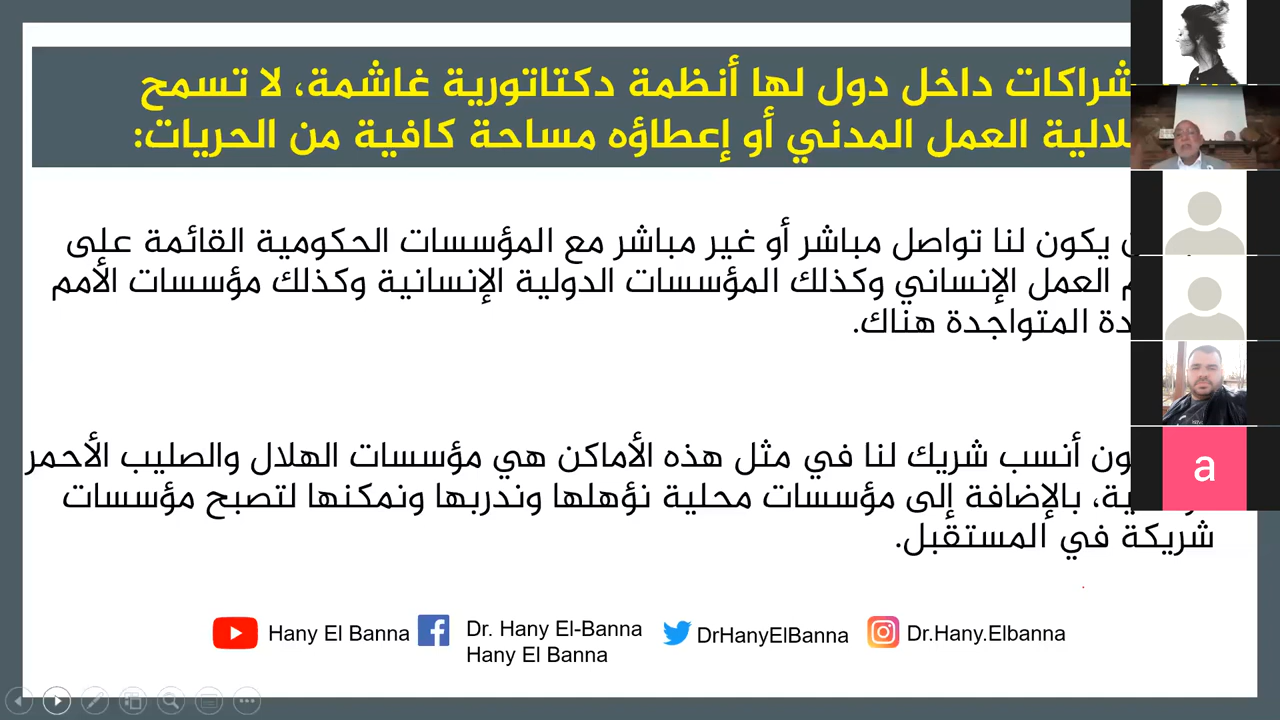 شراكات داخل دول لها أنظمة دكتاتورية غاشمة، لا تسمح
العمل المدني أو إعطاؤه مساحة كافية من الحريات:
يكون لنا تواصل مباشر أو غير مباشر مع المؤسسات الحكومية القائمة على
العمل الإنساني وكذلك المؤسسات الدولية الإنسانية وكذلك مؤسسات الأمم
المتواجدة هناك.
أنسب شريك لنا في مثل هذه الأماكن هي مؤسسات الهلال والصليب الأحمر
بالإضافة إلى مؤسسات محلية نؤهلها وندربها ونمكنها لتصبح مؤسسات
شريكة في المستقبل.
Hany El Banna
Dr. Hany El-Banna
Hany El Banna
DrHanyElBanna
Dr.Hany.Elbanna
a